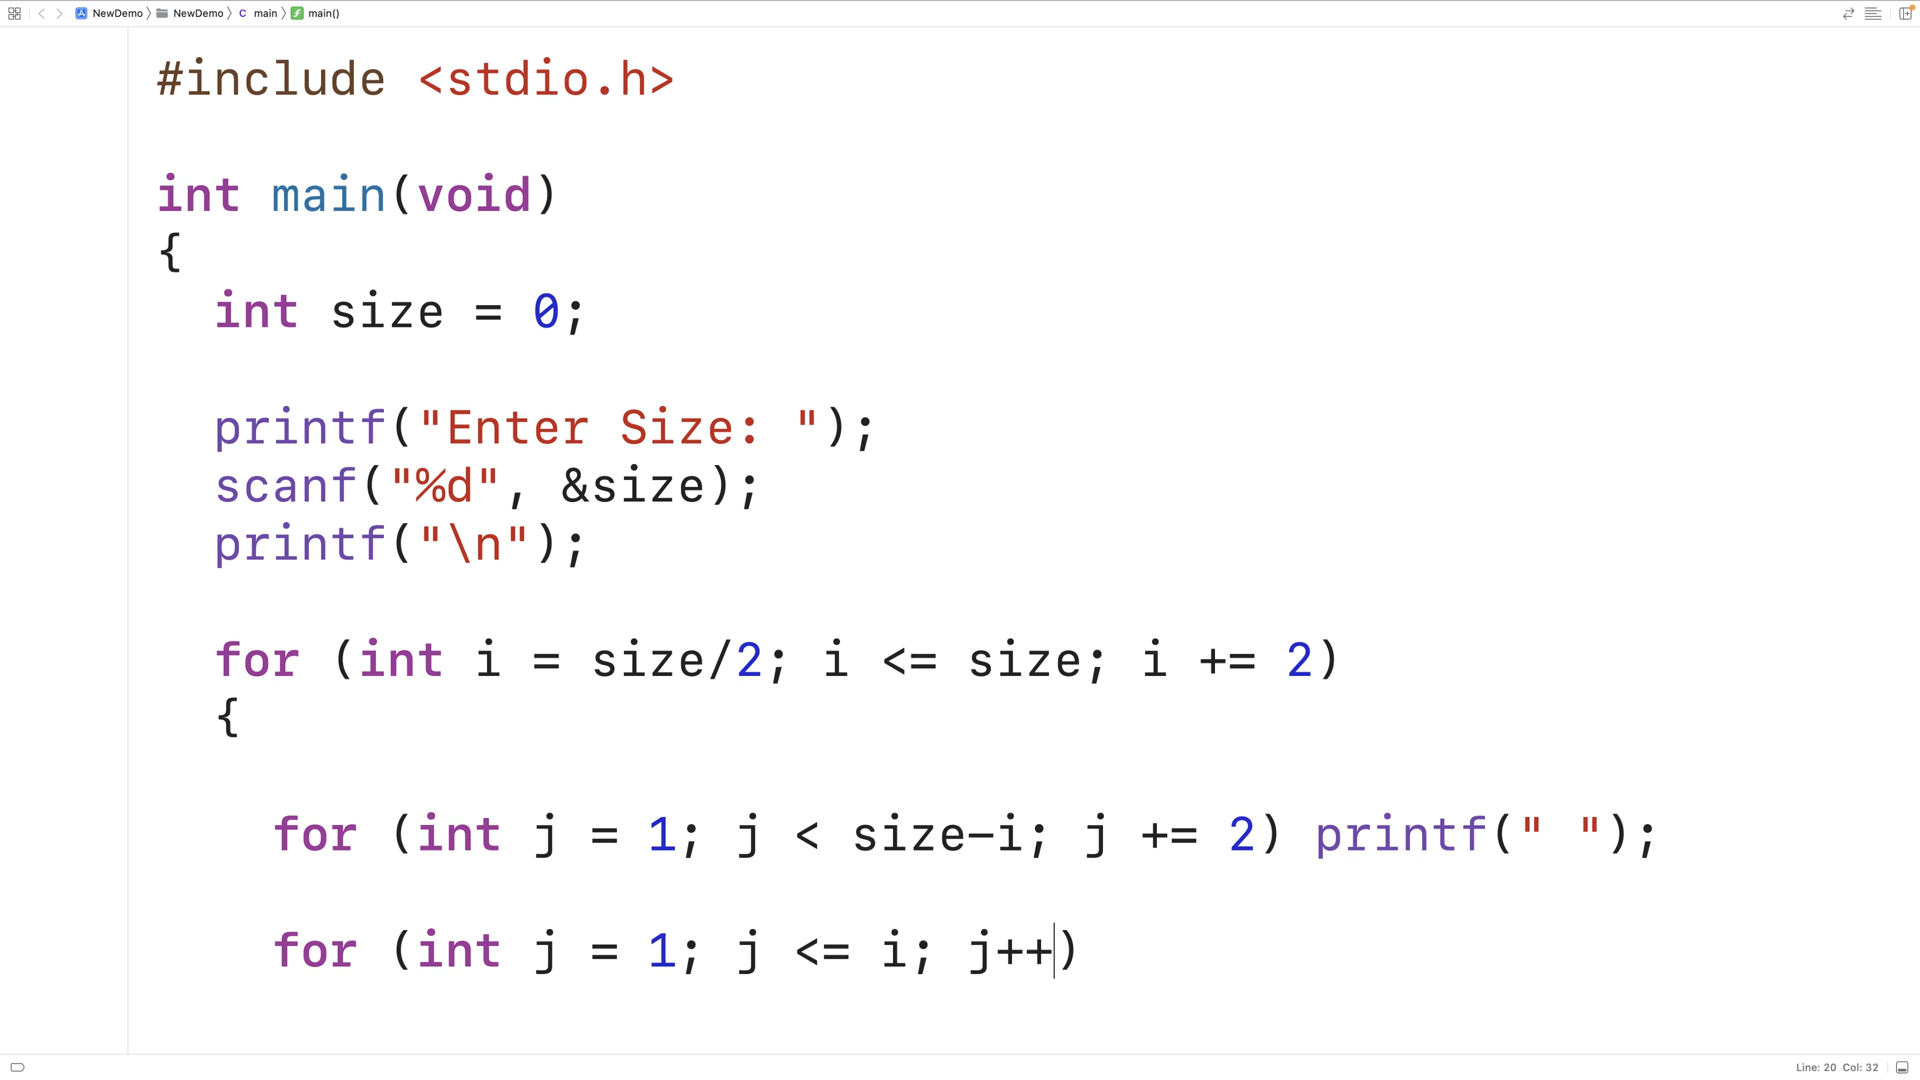 NewDemo NewDemo C main f main()
#include <stdio.h>
int main(void)
{
int size = 0;
printf("Enter Size: ");
scanf("%d", &size);
printf("\n");
for (int i = size/2; i <= size; i += 2)
{
for (int j = 1; j < size-i; j += 2) printf(" ");
for (int j = 1; j <= i; j++)
Line: 20 Col: 32